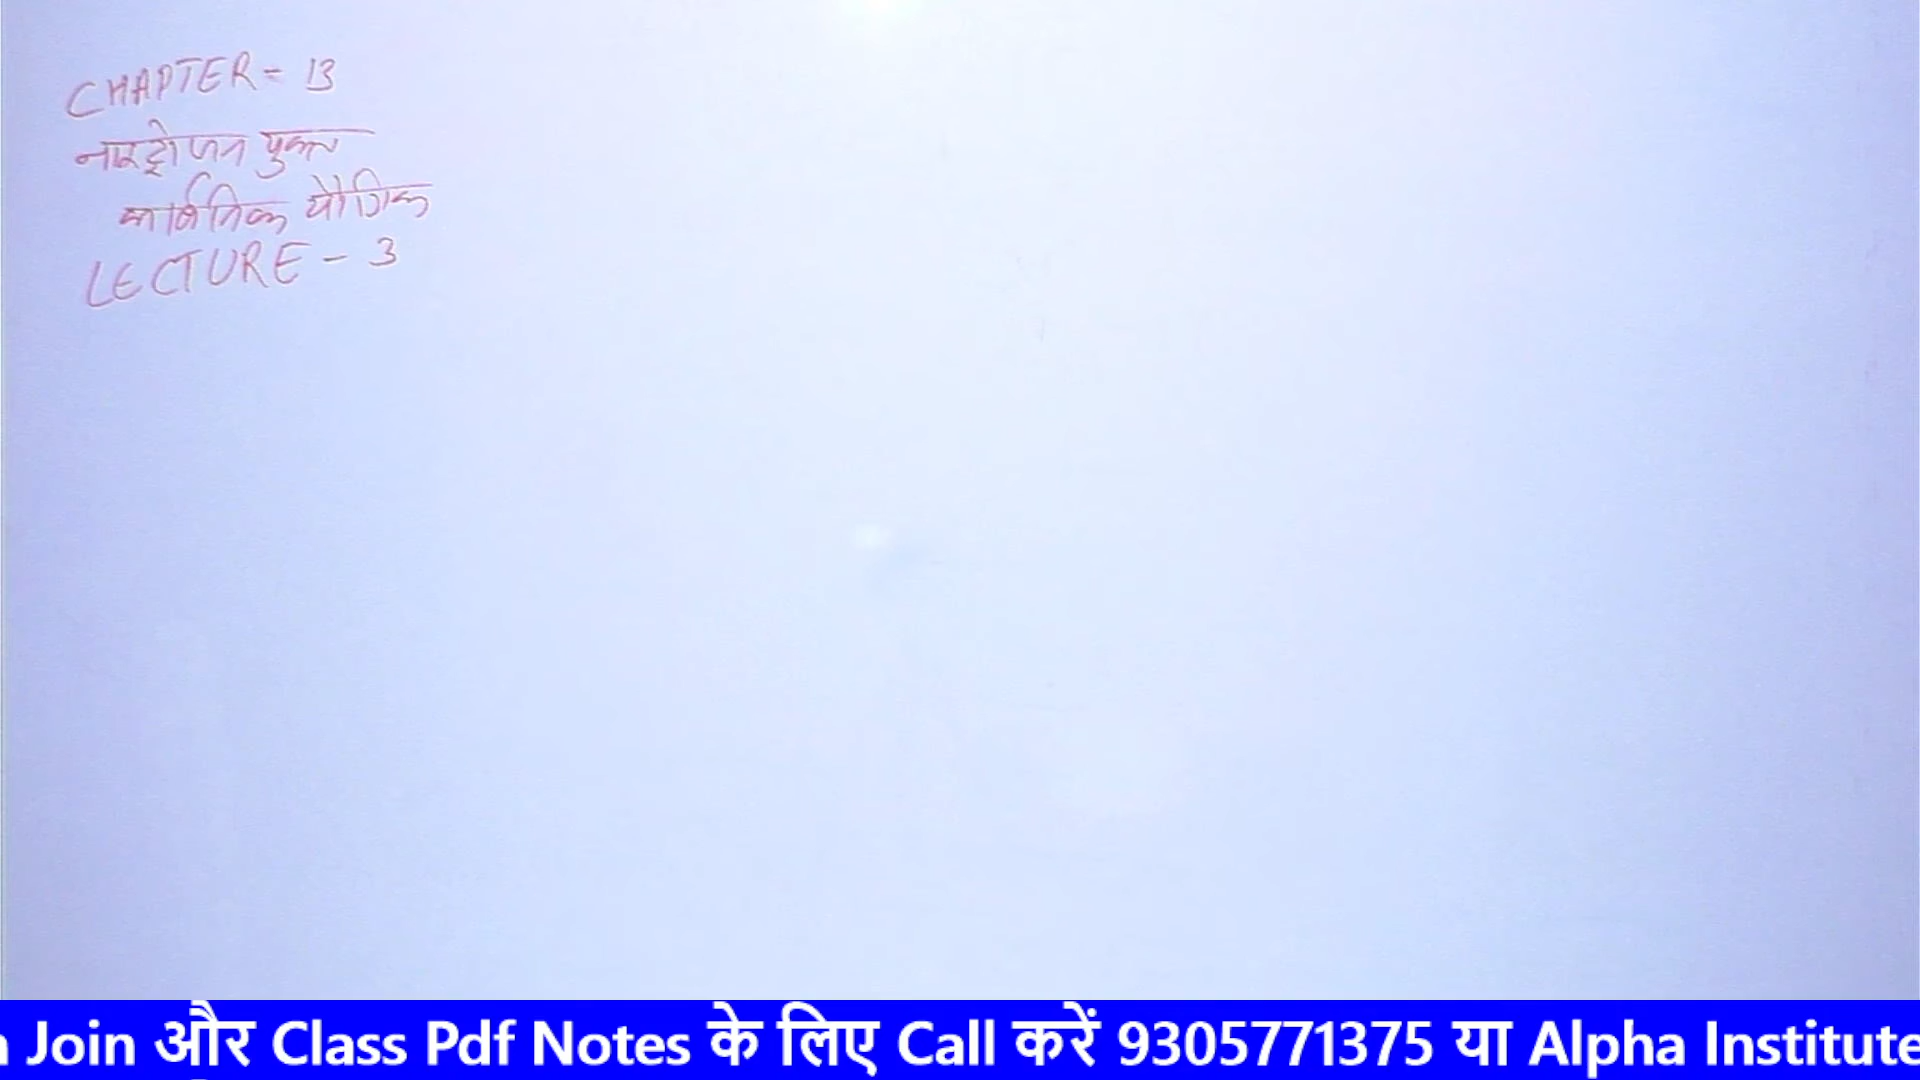 CHAPTER - 13
नाइट्रोजन युक्त
कार्बनिक यौगिक
LECTURE - 3
Join और Class Pdf Notes के लिए Call करें 9305771375 या Alpha Institute